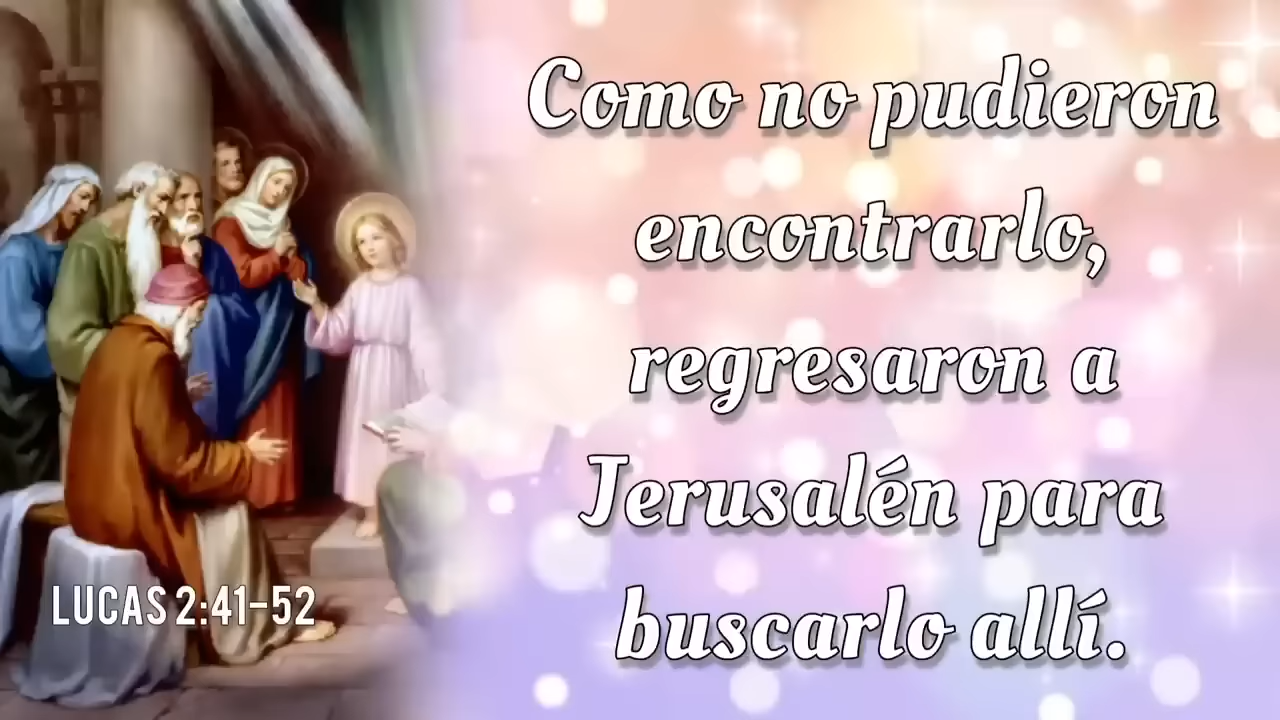 Como no pudieron
encontrarlo,
regresaron a
Jerusalén para
buscarlo allí.
LUCAS 2:41-52